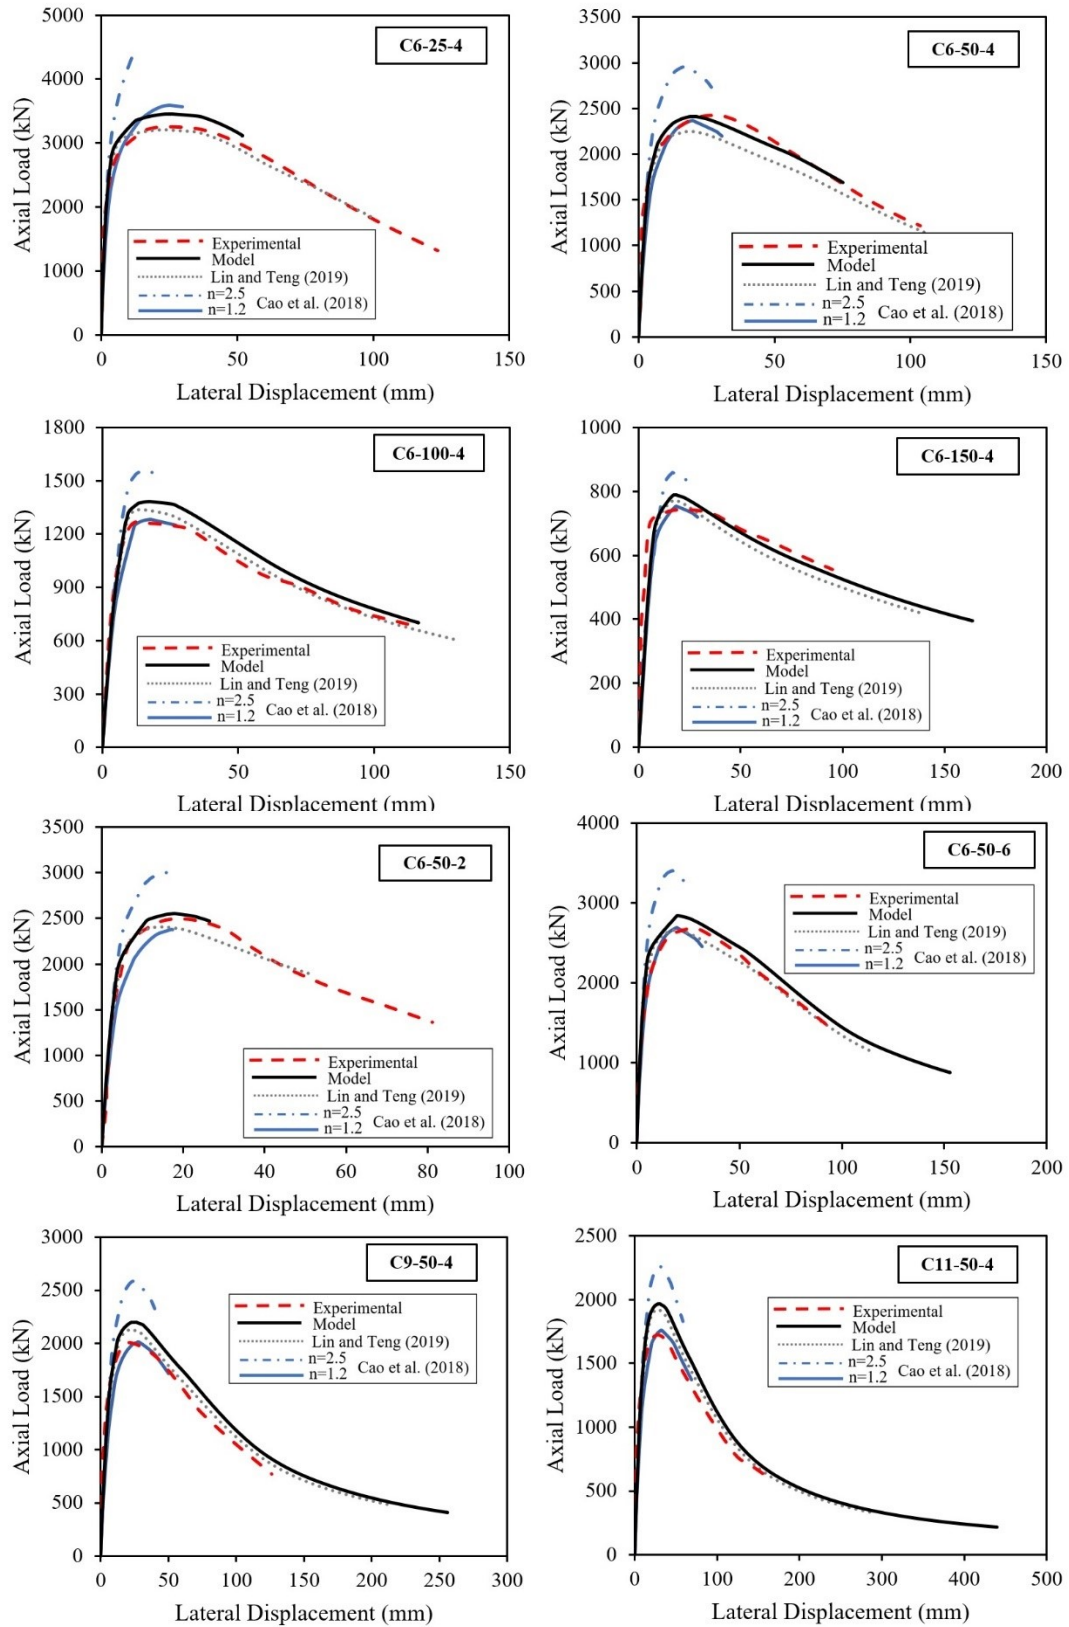 C6-25-4
5000
4000
3000
2000
1000
0
Axial Load (kN)
0 50 100 150
Lateral Displacement (mm)
Experimental
Model
Lin and Teng (2019)
n=2.5
n=1.2
Cao et al. (2018)
C6-50-4
3500
3000
2500
2000
1500
1000
500
0
Axial Load (kN)
0 50 100 150
Lateral Displacement (mm)
Experimental
Model
Lin and Teng (2019)
n=2.5
n=1.2
Cao et al. (2018)
C6-100-4
1800
1500
1200
900
600
300
0
Axial Load (kN)
0 50 100 150
Lateral Displacement (mm)
Experimental
Model
Lin and Teng (2019)
n=2.5
n=1.2
Cao et al. (2018)
C6-150-4
1000
800
600
400
200
0
Axial Load (kN)
0 50 100 150 200
Lateral Displacement (mm)
Experimental
Model
Lin and Teng (2019)
n=2.5
n=1.2
Cao et al. (2018)
C6-50-2
3500
3000
2500
2000
1500
1000
500
0
Axial Load (kN)
0 20 40 60 80 100
Lateral Displacement (mm)
Experimental
Model
Lin and Teng (2019)
n=2.5
n=1.2
Cao et al. (2018)
C6-50-6
4000
3000
2000
1000
0
Axial Load (kN)
0 50 100 150 200
Lateral Displacement (mm)
Experimental
Model
Lin and Teng (2019)
n=2.5
n=1.2
Cao et al. (2018)
C9-50-4
3000
2500
2000
1500
1000
500
0
Axial Load (kN)
0 50 100 150 200 250 300
Lateral Displacement (mm)
Experimental
Model
Lin and Teng (2019)
n=2.5
n=1.2
Cao et al. (2018)
C11-50-4
2500
2000
1500
1000
500
0
Axial Load (kN)
0 100 200 300 400 500
Lateral Displacement (mm)
Experimental
Model
Lin and Teng (2019)
n=2.5
n=1.2
Cao et al. (2018)